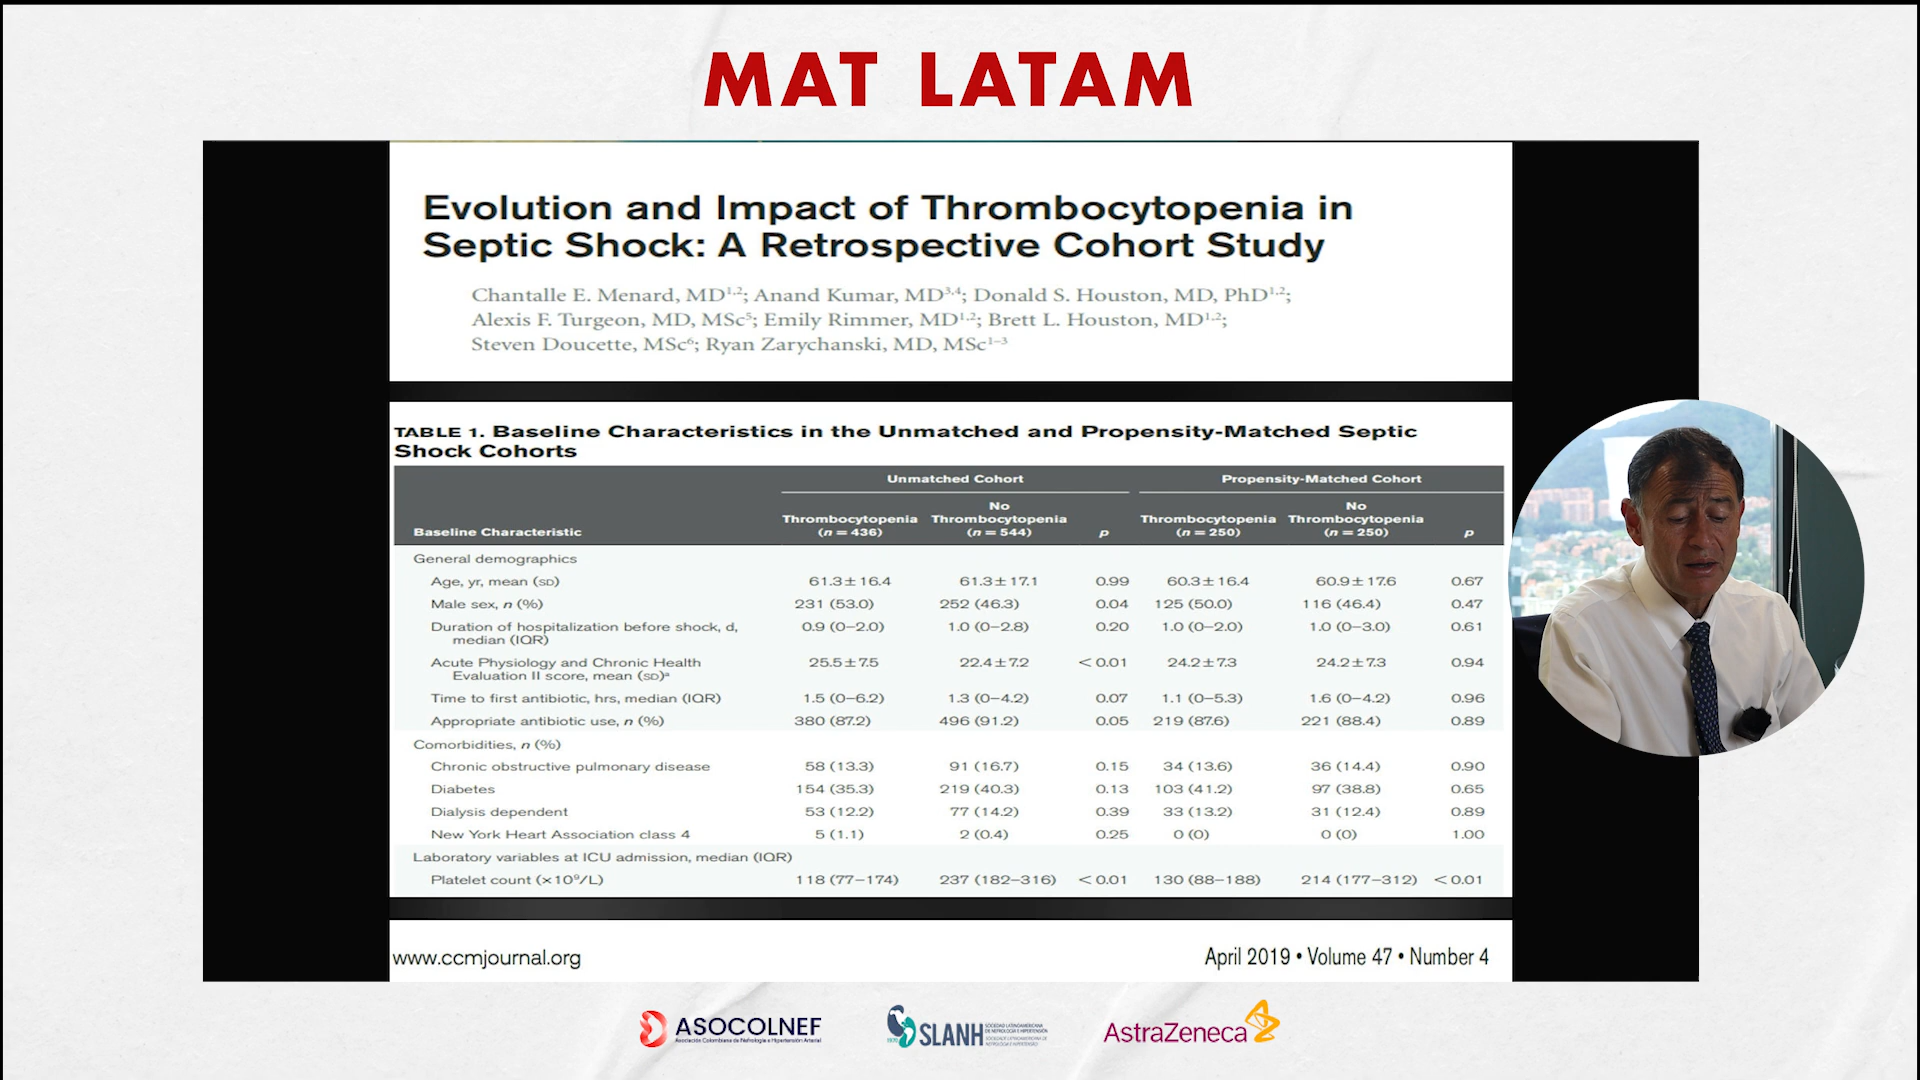 MAT LATAM
Evolution and Impact of Thrombocytopenia in
Septic Shock: A Retrospective Cohort Study
Chantalle E. Menard, MD1,2; Anand Kumar, MD3,4; Donald S. Houston, MD, PhD1,2;
Alexis F. Turgeon, MD, MSc5; Emily Rimmer, MD1,2; Brett L. Houston, MD1,2;
Steven Doucette, MSc6; Ryan Zarychanski, MD, MSc1–3
TABLE 1. Baseline Characteristics in the Unmatched and Propensity-Matched Septic
Shock Cohorts
Unmatched Cohort Propensity-Matched Cohort
Baseline Characteristic Thrombocytopenia (n = 436) No Thrombocytopenia (n = 544) p Thrombocytopenia (n = 250) No Thrombocytopenia (n = 250) p
General demographics
Age, yr, mean (SD) 61.3 ± 16.4 61.3 ± 17.1 0.99 60.3 ± 16.4 60.9 ± 17.6 0.67
Male sex, n (%) 231 (53.0) 252 (46.3) 0.04 125 (50.0) 116 (46.4) 0.47
Duration of hospitalization before shock, d, 0.9 (0–2.0) 1.0 (0–2.8) 0.20 1.0 (0–2.0) 1.0 (0–3.0) 0.61
median (IQR)
Acute Physiology and Chronic Health 25.5 ± 7.5 22.4 ± 7.2 < 0.01 24.2 ± 7.3 24.2 ± 7.3 0.94
Evaluation II score, mean (SD)a
Time to first antibiotic, hrs, median (IQR) 1.5 (0–6.2) 1.3 (0–4.2) 0.07 1.1 (0–5.3) 1.6 (0–4.2) 0.96
Appropriate antibiotic use, n (%) 380 (87.2) 496 (91.2) 0.05 219 (87.6) 221 (88.4) 0.89
Comorbidities, n (%)
Chronic obstructive pulmonary disease 58 (13.3) 91 (16.7) 0.15 34 (13.6) 36 (14.4) 0.90
Diabetes 154 (35.3) 219 (40.3) 0.13 103 (41.2) 97 (38.8) 0.65
Dialysis dependent 53 (12.2) 77 (14.2) 0.39 33 (13.2) 31 (12.4) 0.89
New York Heart Association class 4 5 (1.1) 2 (0.4) 0.25 0 (0) 0 (0) 1.00
Laboratory variables at ICU admission, median (IQR)
Platelet count (×10⁹/L) 118 (77–174) 237 (182–316) < 0.01 130 (88–188) 214 (177–312) < 0.01
www.ccmjournal.org April 2019 • Volume 47 • Number 4
ASOCOLNEF
Asociación Colombiana de Nefrología e Hipertensión Arterial
SLANH
SOCIEDAD LATINOAMERICANA
DE NEFROLOGÍA E HIPERTENSIÓN
AstraZeneca